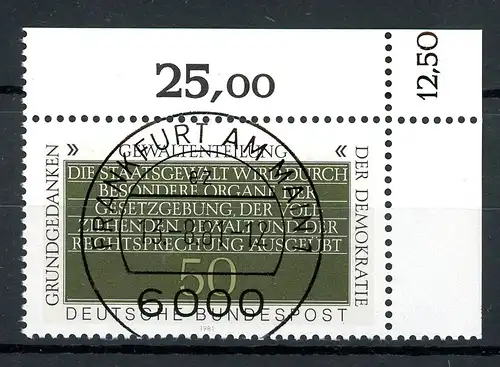 25,00
12,50
GRUNDGEDANKEN
» GEWALTENTEILUNG «
DER DEMOKRATIE
DIE STAATSGEWALT WIRD DURCH
BESONDERE ORGANE DER
GESETZGEBUNG, DER VOLL-
ZIEHENDEN GEWALT UND DER
RECHTSPRECHUNG AUSGEÜBT
50
DEUTSCHE BUNDESPOST
1981
FRANKFURT AM MAIN
6000